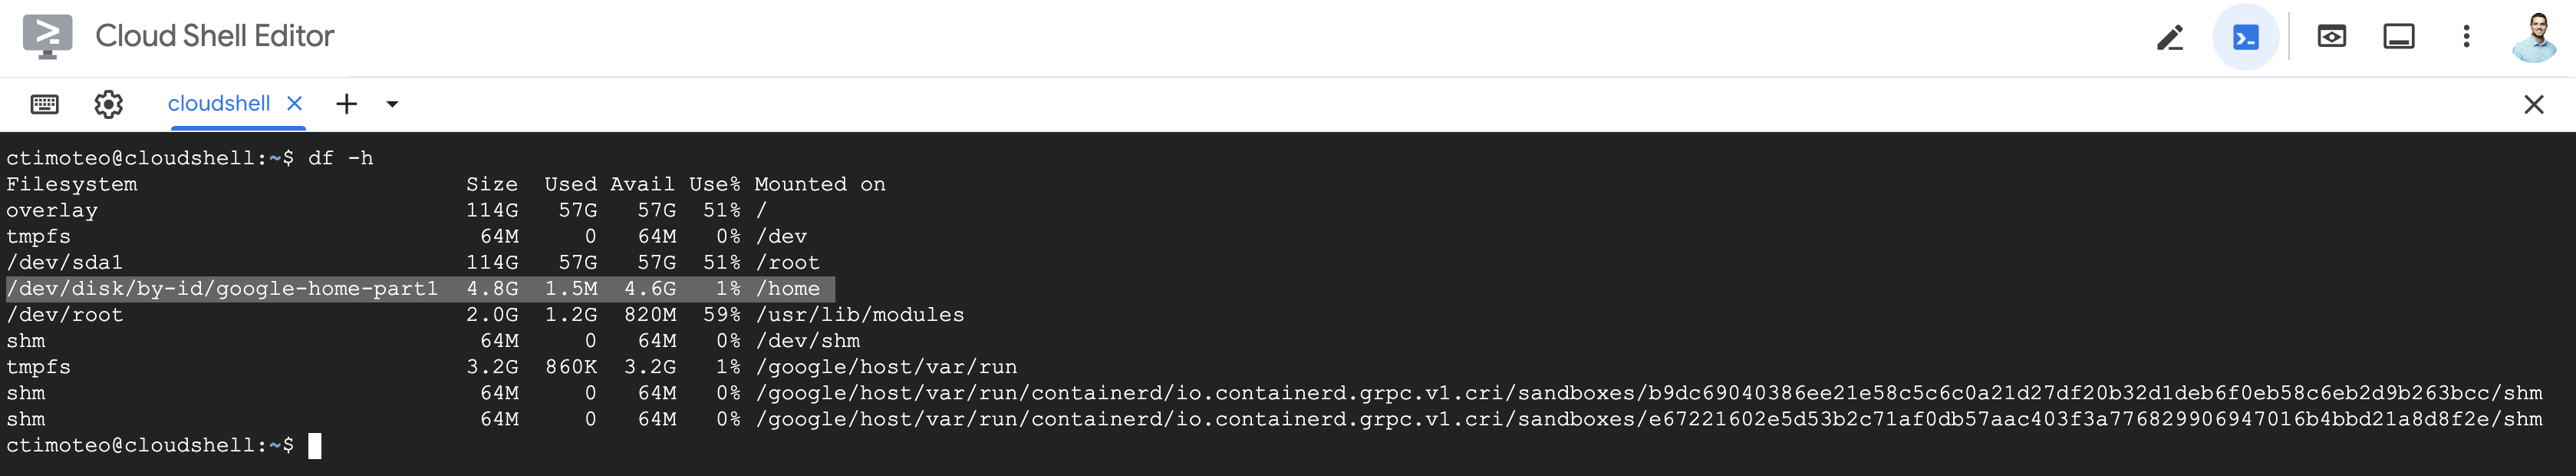 Cloud Shell Editor
cloudshell
ctimoteo@cloudshell:~$ df -h
Filesystem                         Size  Used Avail Use% Mounted on
overlay                            114G   57G   57G  51% /
tmpfs                               64M     0   64M   0% /dev
/dev/sda1                          114G   57G   57G  51% /root
/dev/disk/by-id/google-home-part1  4.8G  1.5M  4.6G   1% /home
/dev/root                          2.0G  1.2G  820M  59% /usr/lib/modules
shm                                 64M     0   64M   0% /dev/shm
tmpfs                              3.2G  860K  3.2G   1% /google/host/var/run
shm                                 64M     0   64M   0% /google/host/var/run/containerd/io.containerd.grpc.v1.cri/sandboxes/b9dc69040386ee21e58c5c6c0a21d27df20b32d1deb6f0eb58c6eb2d9b263bcc/shm
shm                                 64M     0   64M   0% /google/host/var/run/containerd/io.containerd.grpc.v1.cri/sandboxes/e67221602e5d53b2c71af0db57aac403f3a776829906947016b4bbd21a8d8f2e/shm
ctimoteo@cloudshell:~$